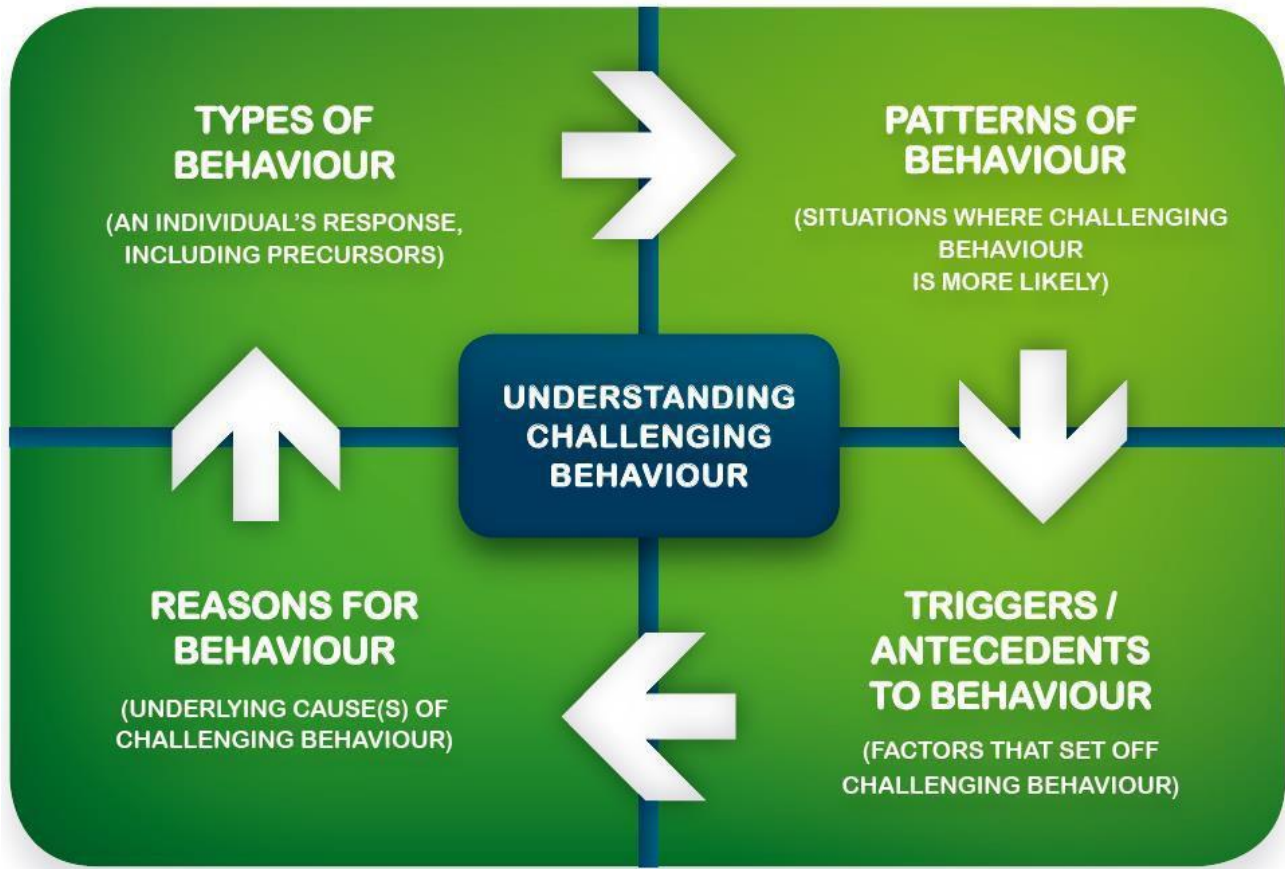 TYPES OF
BEHAVIOUR
(AN INDIVIDUAL'S RESPONSE,
INCLUDING PRECURSORS)
PATTERNS OF
BEHAVIOUR
(SITUATIONS WHERE CHALLENGING
BEHAVIOUR
IS MORE LIKELY)
UNDERSTANDING
CHALLENGING
BEHAVIOUR
REASONS FOR
BEHAVIOUR
(UNDERLYING CAUSE(S) OF
CHALLENGING BEHAVIOUR)
TRIGGERS /
ANTECEDENTS
TO BEHAVIOUR
(FACTORS THAT SET OFF
CHALLENGING BEHAVIOUR)